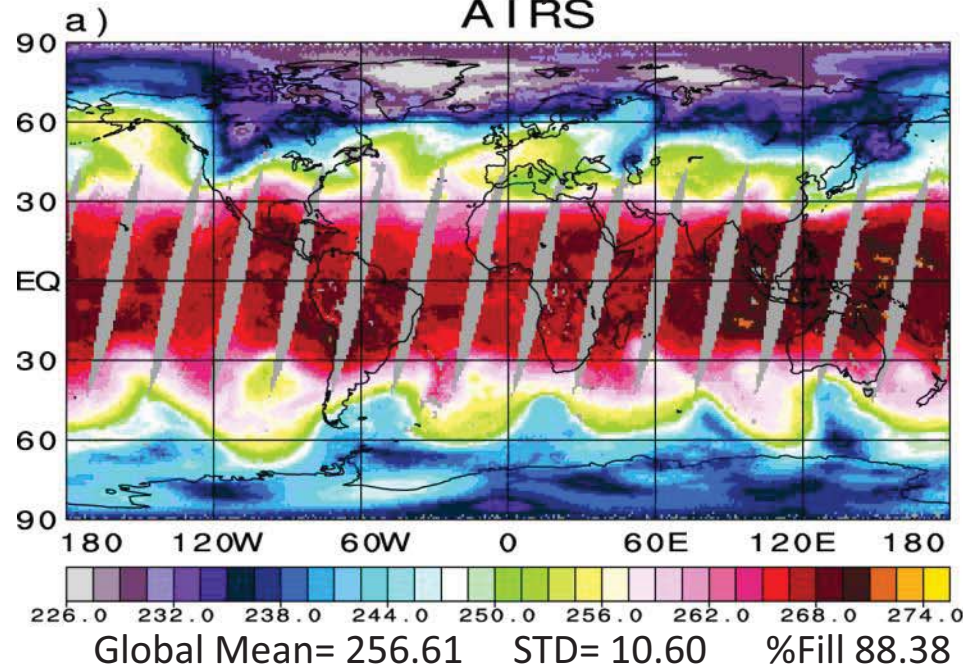 a)
AIRS
90
60
30
EQ
30
60
90
180 120W 60W 0 60E 120E 180
226.0 232.0 238.0 244.0 250.0 256.0 262.0 268.0 274.0
Global Mean= 256.61 STD= 10.60 %Fill 88.38